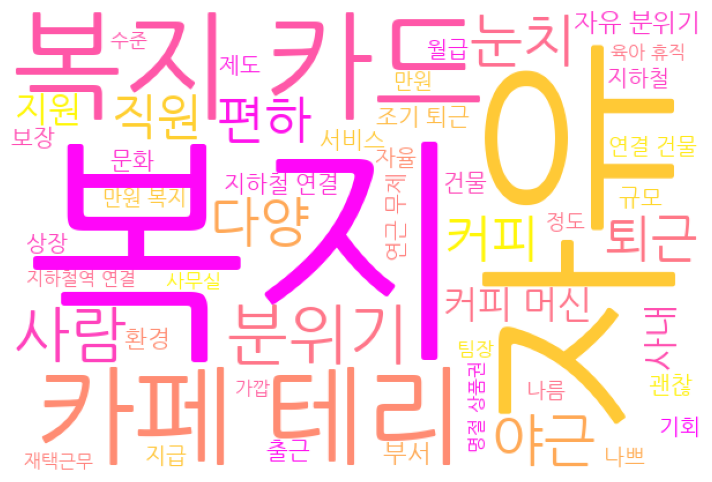 복지 카드
수준
제도
월급
눈치
자유 분위기
육아 휴직
지하철
지원
직원
편하
만원
조기 퇴근
보장
문화
서비스
자율
연결 건물
복지
자유
만원 복지
지하철 연결
연근 무제
건물
규모
다양
커피
정도
퇴근
상장
지하철역 연결
사무실
사람
환경
분위기
커피 머신
사내
팀장
카페 테리
가깝
명절 상품권
나름
괜찮
기회
재택근무
지급
출근
부서
야근
나쁘